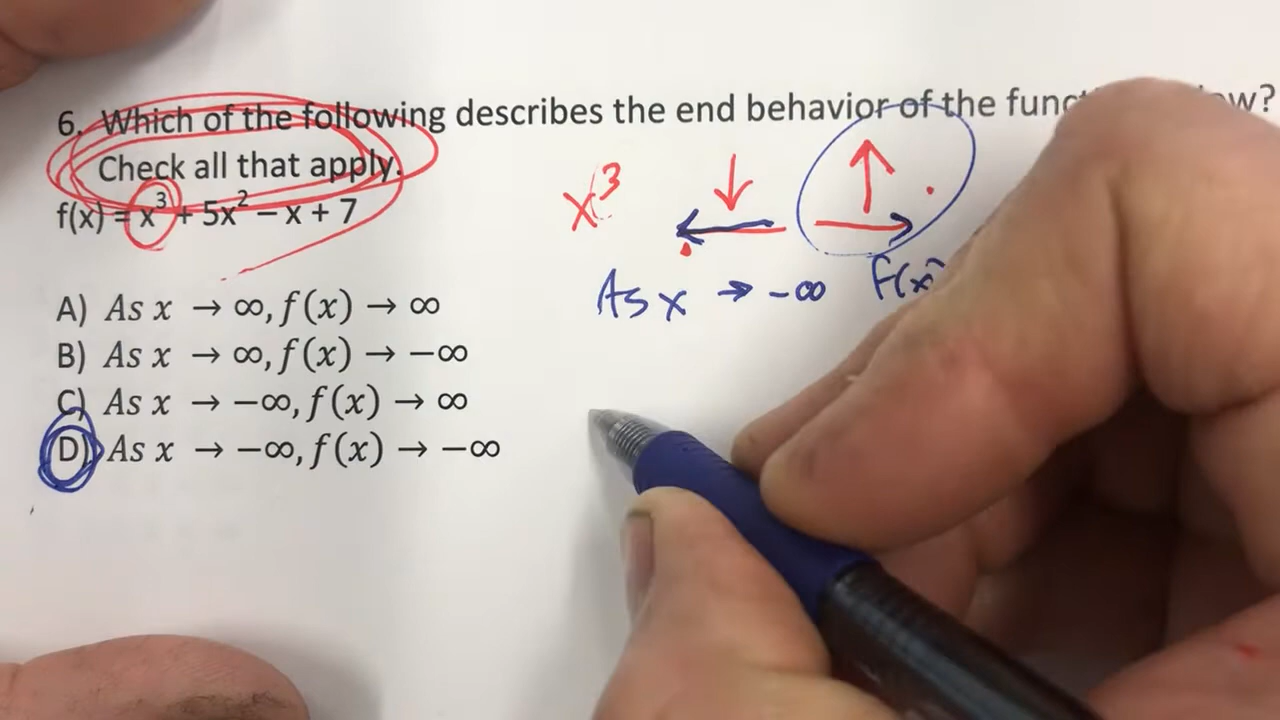 6. Which of the following describes the end behavior of the
Check all that apply.
f(x) = x³ + 5x² − x + 7
x³
As x → -∞ f(x)
A) As x → ∞, f(x) → ∞
B) As x → ∞, f(x) → −∞
C) As x → −∞, f(x) → ∞
D) As x → −∞, f(x) → −∞